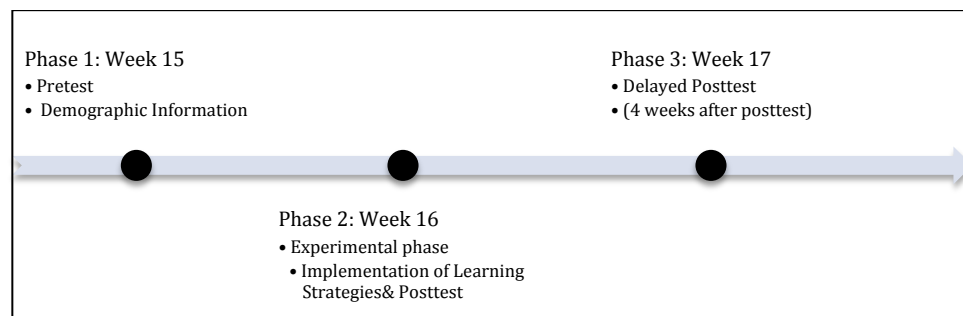 Phase 1: Week 15
• Pretest
• Demographic Information
Phase 3: Week 17
• Delayed Posttest
• (4 weeks after posttest)
Phase 2: Week 16
• Experimental phase
• Implementation of Learning
Strategies& Posttest